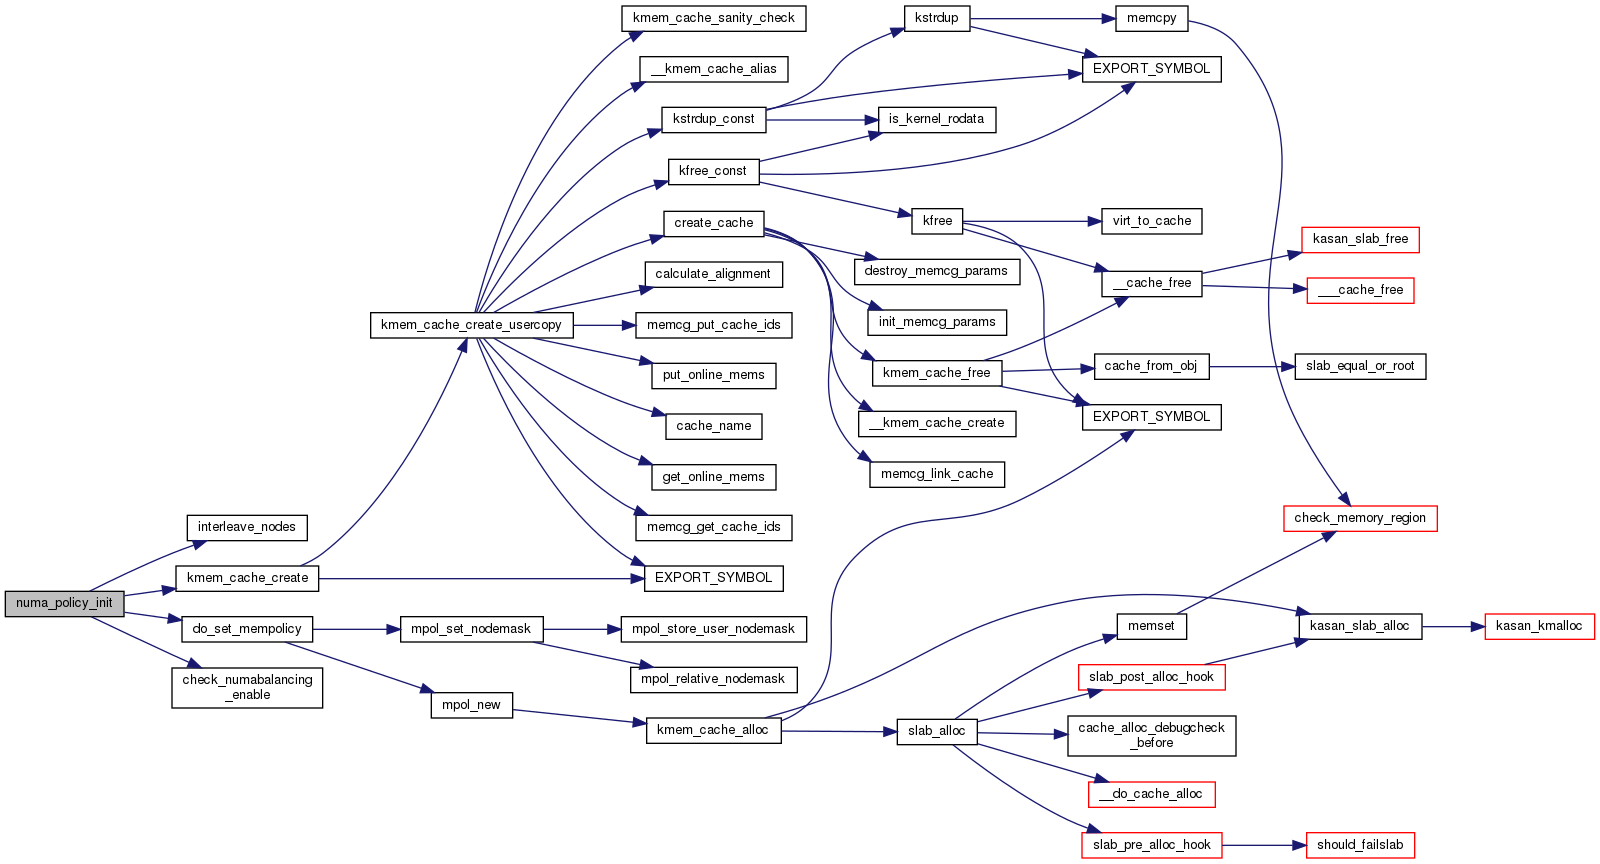 numa_policy_init
interleave_nodes
kmem_cache_create
do_set_mempolicy
check_numabalancing
_enable
kmem_cache_create_usercopy
mpol_set_nodemask
mpol_new
kmem_cache_sanity_check
__kmem_cache_alias
kstrdup_const
kfree_const
create_cache
calculate_alignment
memcg_put_cache_ids
put_online_mems
cache_name
get_online_mems
memcg_get_cache_ids
EXPORT_SYMBOL
mpol_store_user_nodemask
mpol_relative_nodemask
kmem_cache_alloc
kstrdup
is_kernel_rodata
kfree
destroy_memcg_params
init_memcg_params
kmem_cache_free
__kmem_cache_create
memcg_link_cache
slab_alloc
memcpy
EXPORT_SYMBOL
virt_to_cache
__cache_free
cache_from_obj
EXPORT_SYMBOL
memset
slab_post_alloc_hook
cache_alloc_debugcheck
_before
__do_cache_alloc
slab_pre_alloc_hook
kasan_slab_free
___cache_free
slab_equal_or_root
check_memory_region
kasan_slab_alloc
should_failslab
kasan_kmalloc